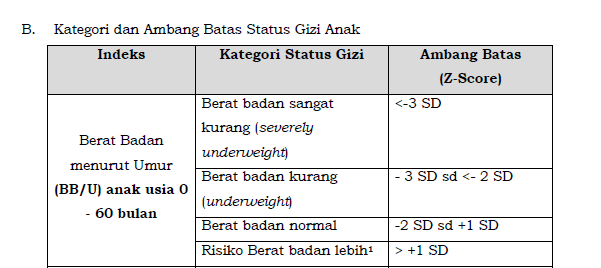 B. Kategori dan Ambang Batas Status Gizi Anak
Indeks Kategori Status Gizi Ambang Batas
(Z-Score)
Berat Badan
menurut Umur
(BB/U) anak usia 0
- 60 bulan
Berat badan sangat
kurang (severely
underweight)
<-3 SD
Berat badan kurang
(underweight)
- 3 SD sd <- 2 SD
Berat badan normal
-2 SD sd +1 SD
Risiko Berat badan lebih¹
> +1 SD